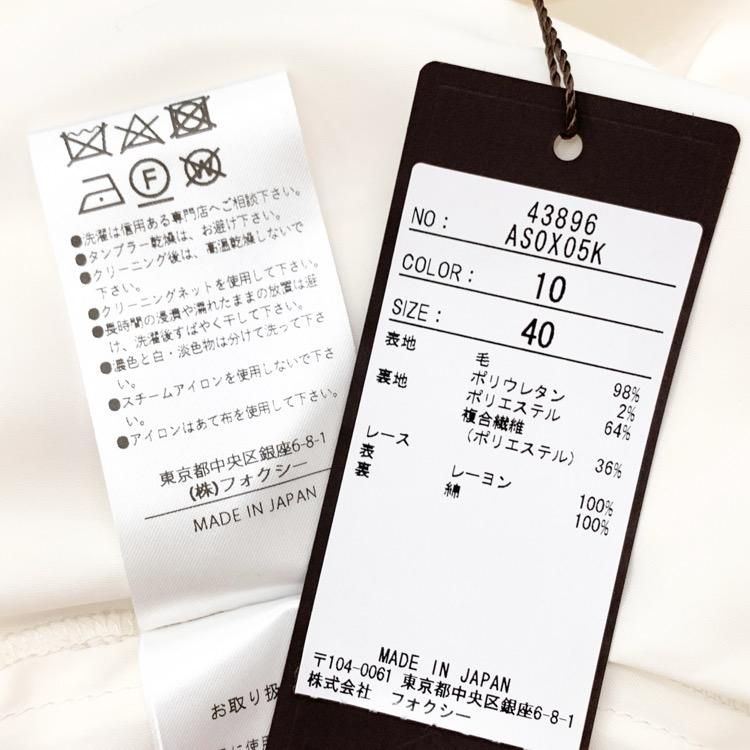 F
W
●洗濯は信用ある専門店へご相談下さい。
●タンブラー乾燥は、お避け下さい。
●クリーニング後は、高温乾燥しないで
下さい。
●クリーニングネットを使用して下さい。
●長時間の浸漬や濡れたままの放置は避
け、洗濯後すばやく干して下さい。
●濃色と白・淡色物は分けて洗って下さ
い。
●スチームアイロンを使用しないで下さ
い。
●アイロンはあて布を使用して下さい。
東京都中央区銀座6-8-1
(株)フォクシー
MADE IN JAPAN
お取り扱
に使用
NO: 43896
AS0X05K
COLOR: 10
SIZE: 40
表地 毛 98%
ポリウレタン 2%
裏地 ポリエステル 64%
複合繊維
(ポリエステル) 36%
レース
表 レーヨン 100%
裏 綿 100%
MADE IN JAPAN
〒104-0061 東京都中央区銀座6-8-1
株式会社 フォクシー